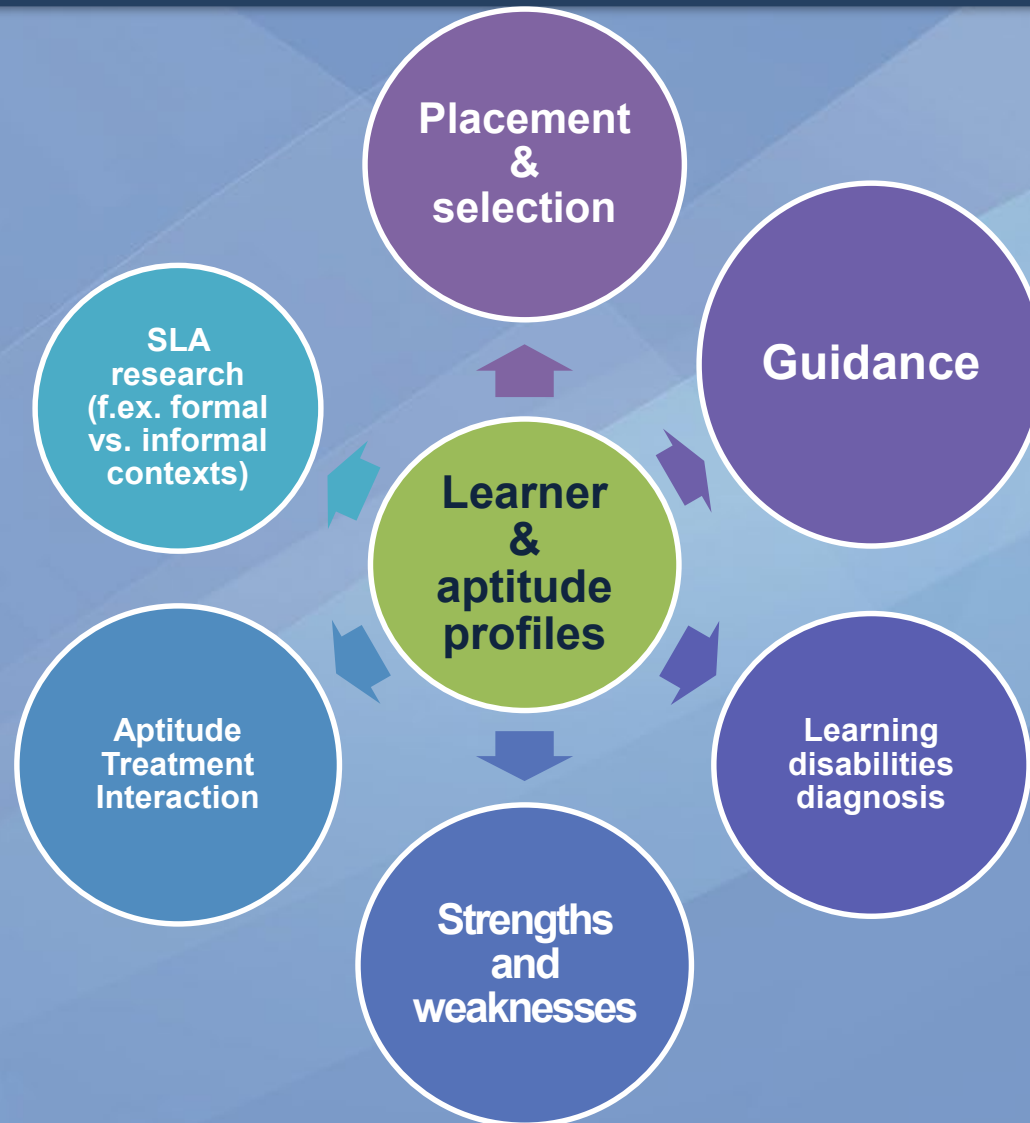 Placement
&
selection
Guidance
SLA
research
(f.ex. formal
vs. informal
contexts)
Learner
&
aptitude
profiles
Aptitude
Treatment
Interaction
Learning
disabilities
diagnosis
Strengths
and
weaknesses